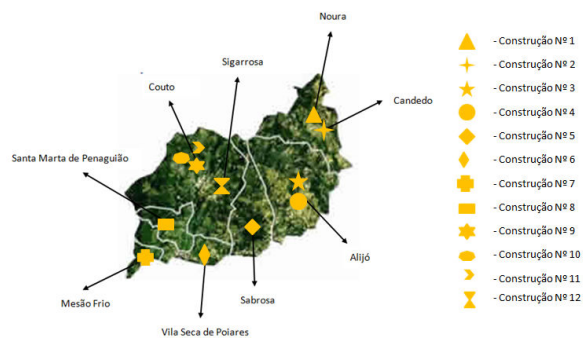 Noura
Sigarrosa
Couto
Candedo
Santa Marta de Penaguião
Alijó
Mesão Frio
Sabrosa
Vila Seca de Poiares
- Construção Nº 1
- Construção Nº 2
- Construção Nº 3
- Construção Nº 4
- Construção Nº 5
- Construção Nº 6
- Construção Nº 7
- Construção Nº 8
- Construção Nº 9
- Construção Nº 10
- Construção Nº 11
- Construção Nº 12